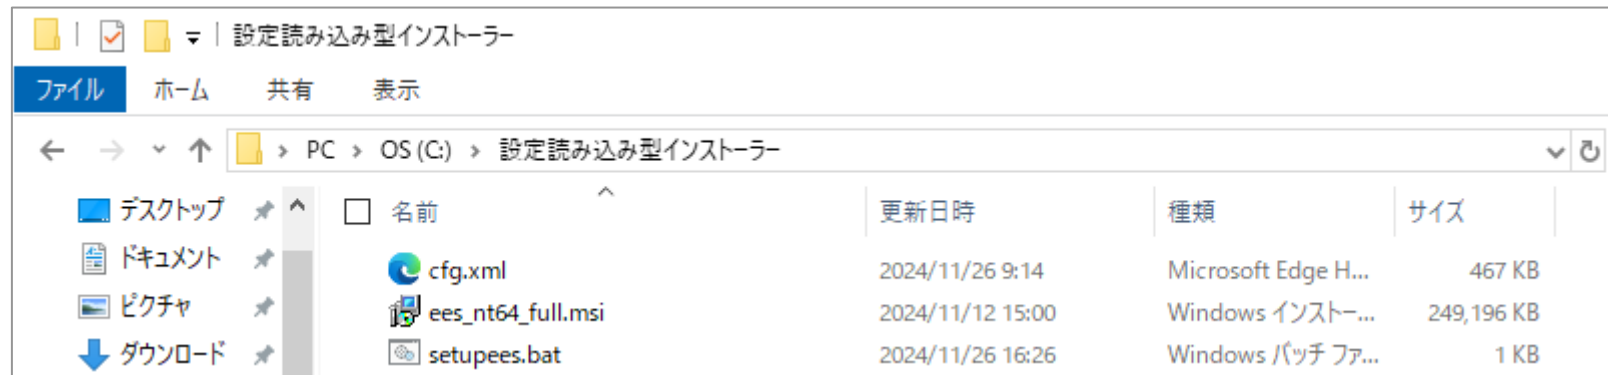 設定読み込み型インストーラー
ファイル ホーム 共有 表示
PC > OS (C:) > 設定読み込み型インストーラー
デスクトップ 名前 更新日時 種類 サイズ
ドキュメント cfg.xml 2024/11/26 9:14 Microsoft Edge H... 467 KB
ピクチャ ees_nt64_full.msi 2024/11/12 15:00 Windows インストー... 249,196 KB
ダウンロード setupees.bat 2024/11/26 16:26 Windows バッチ ファ... 1 KB